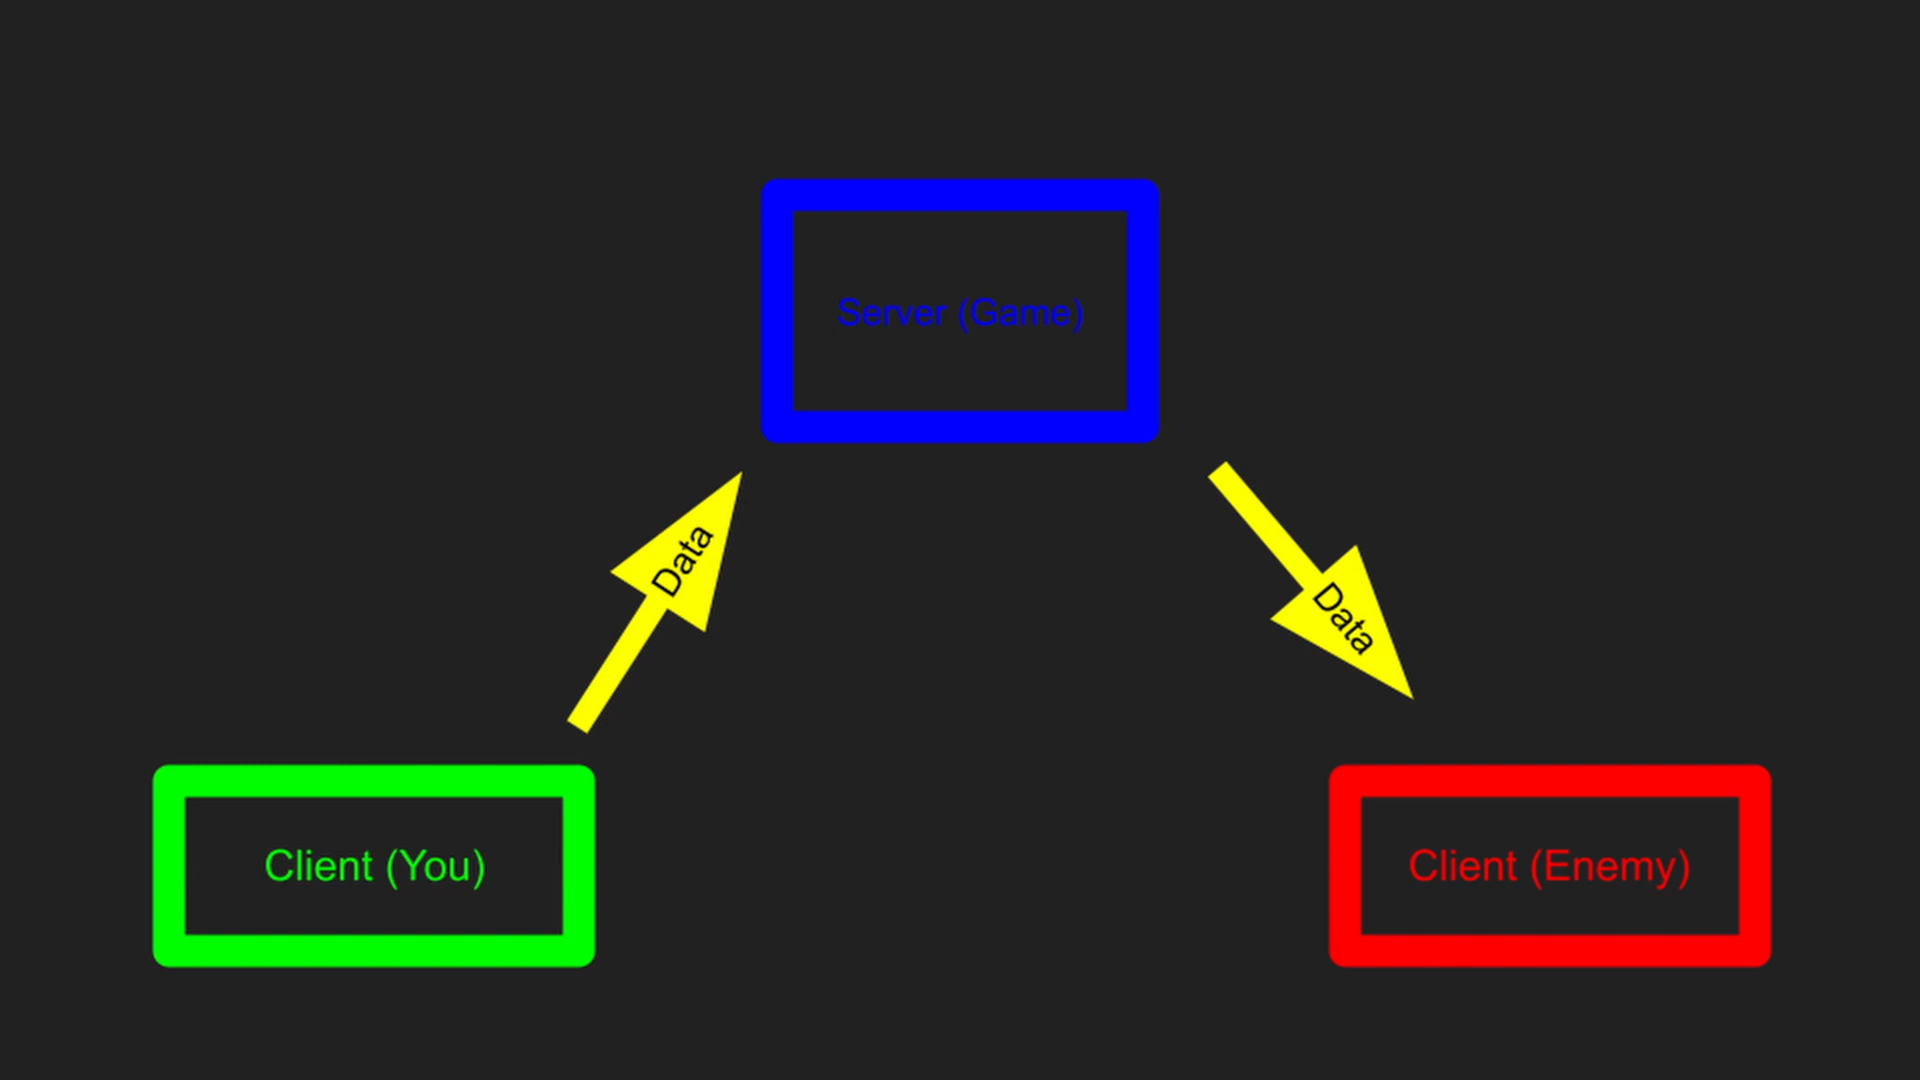 Server (Game)
Data
Data
Client (You)
Client (Enemy)